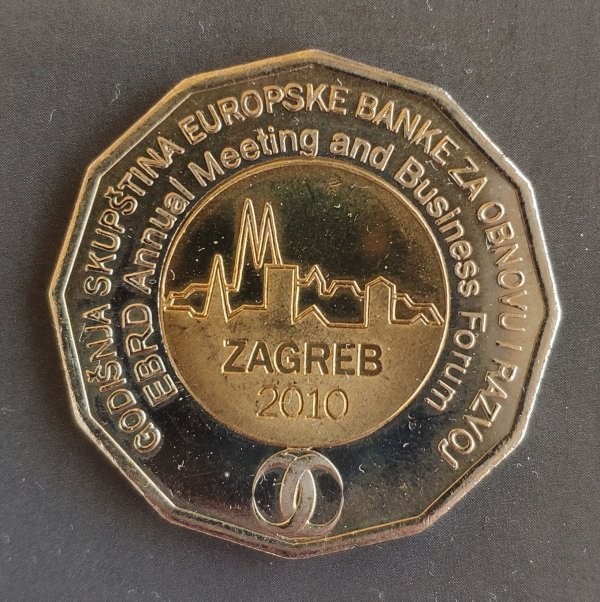 GODIŠNJA SKUPŠTINA EUROPSKE BANKE ZA OBNOVU I RAZVOJ
EBRD Annual Meeting and Business Forum
ZAGREB
2010